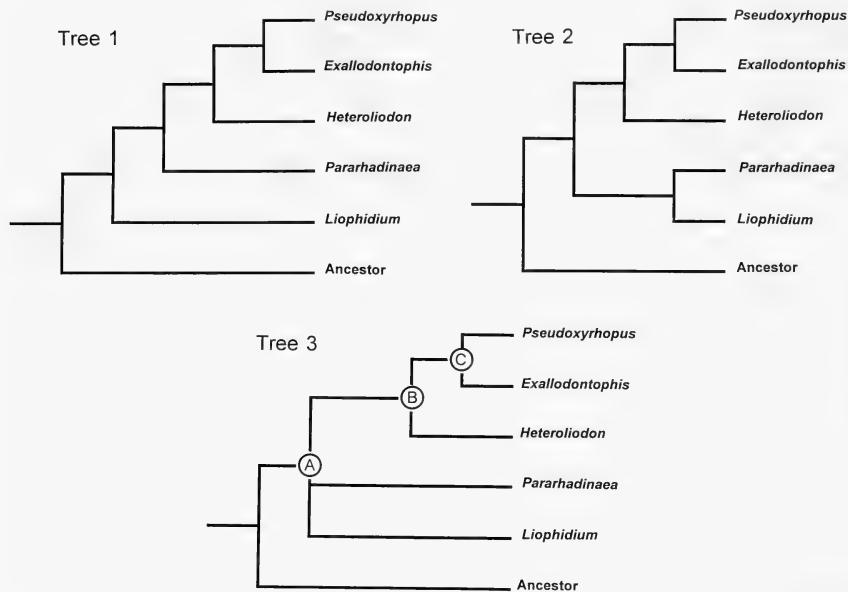 Tree 1
Pseudoxyrhopus
Exallodontophis
Heteroliodon
Pararhadinaea
Liophidium
Ancestor
Tree 2
Pseudoxyrhopus
Exallodontophis
Heteroliodon
Pararhadinaea
Liophidium
Ancestor
Tree 3
Pseudoxyrhopus
C
Exallodontophis
B
Heteroliodon
A
Pararhadinaea
Liophidium
Ancestor